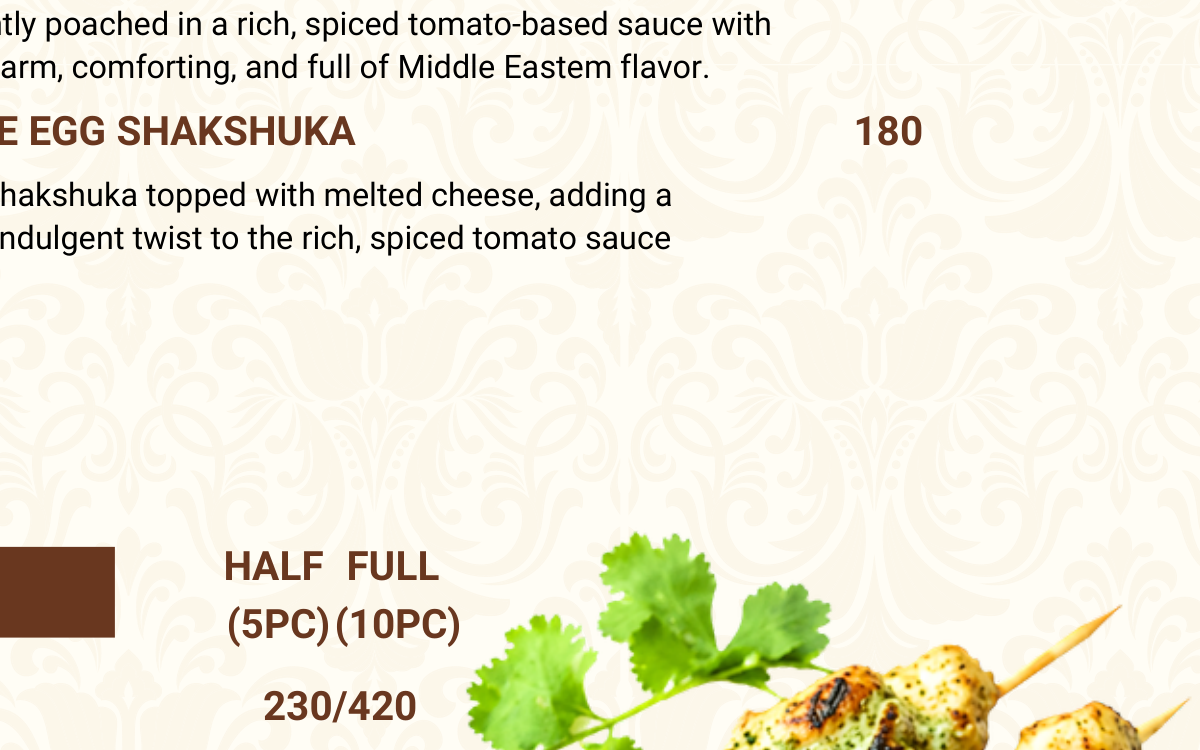 tly poached in a rich, spiced tomato-based sauce with
arm, comforting, and full of Middle Eastem flavor.
E EGG SHAKSHUKA 180
hakshuka topped with melted cheese, adding a
ndulgent twist to the rich, spiced tomato sauce
HALF FULL
(5PC) (10PC)
230/420